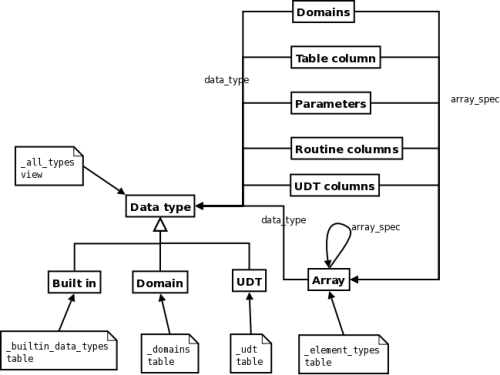 Domains
Table column
data_type
array_spec
Parameters
Routine columns
_all_types
view
UDT columns
Data type
data_type
array_spec
Built in
Domain
UDT
Array
_builtin_data_types
table
_domains
table
_udt
table
_element_types
table